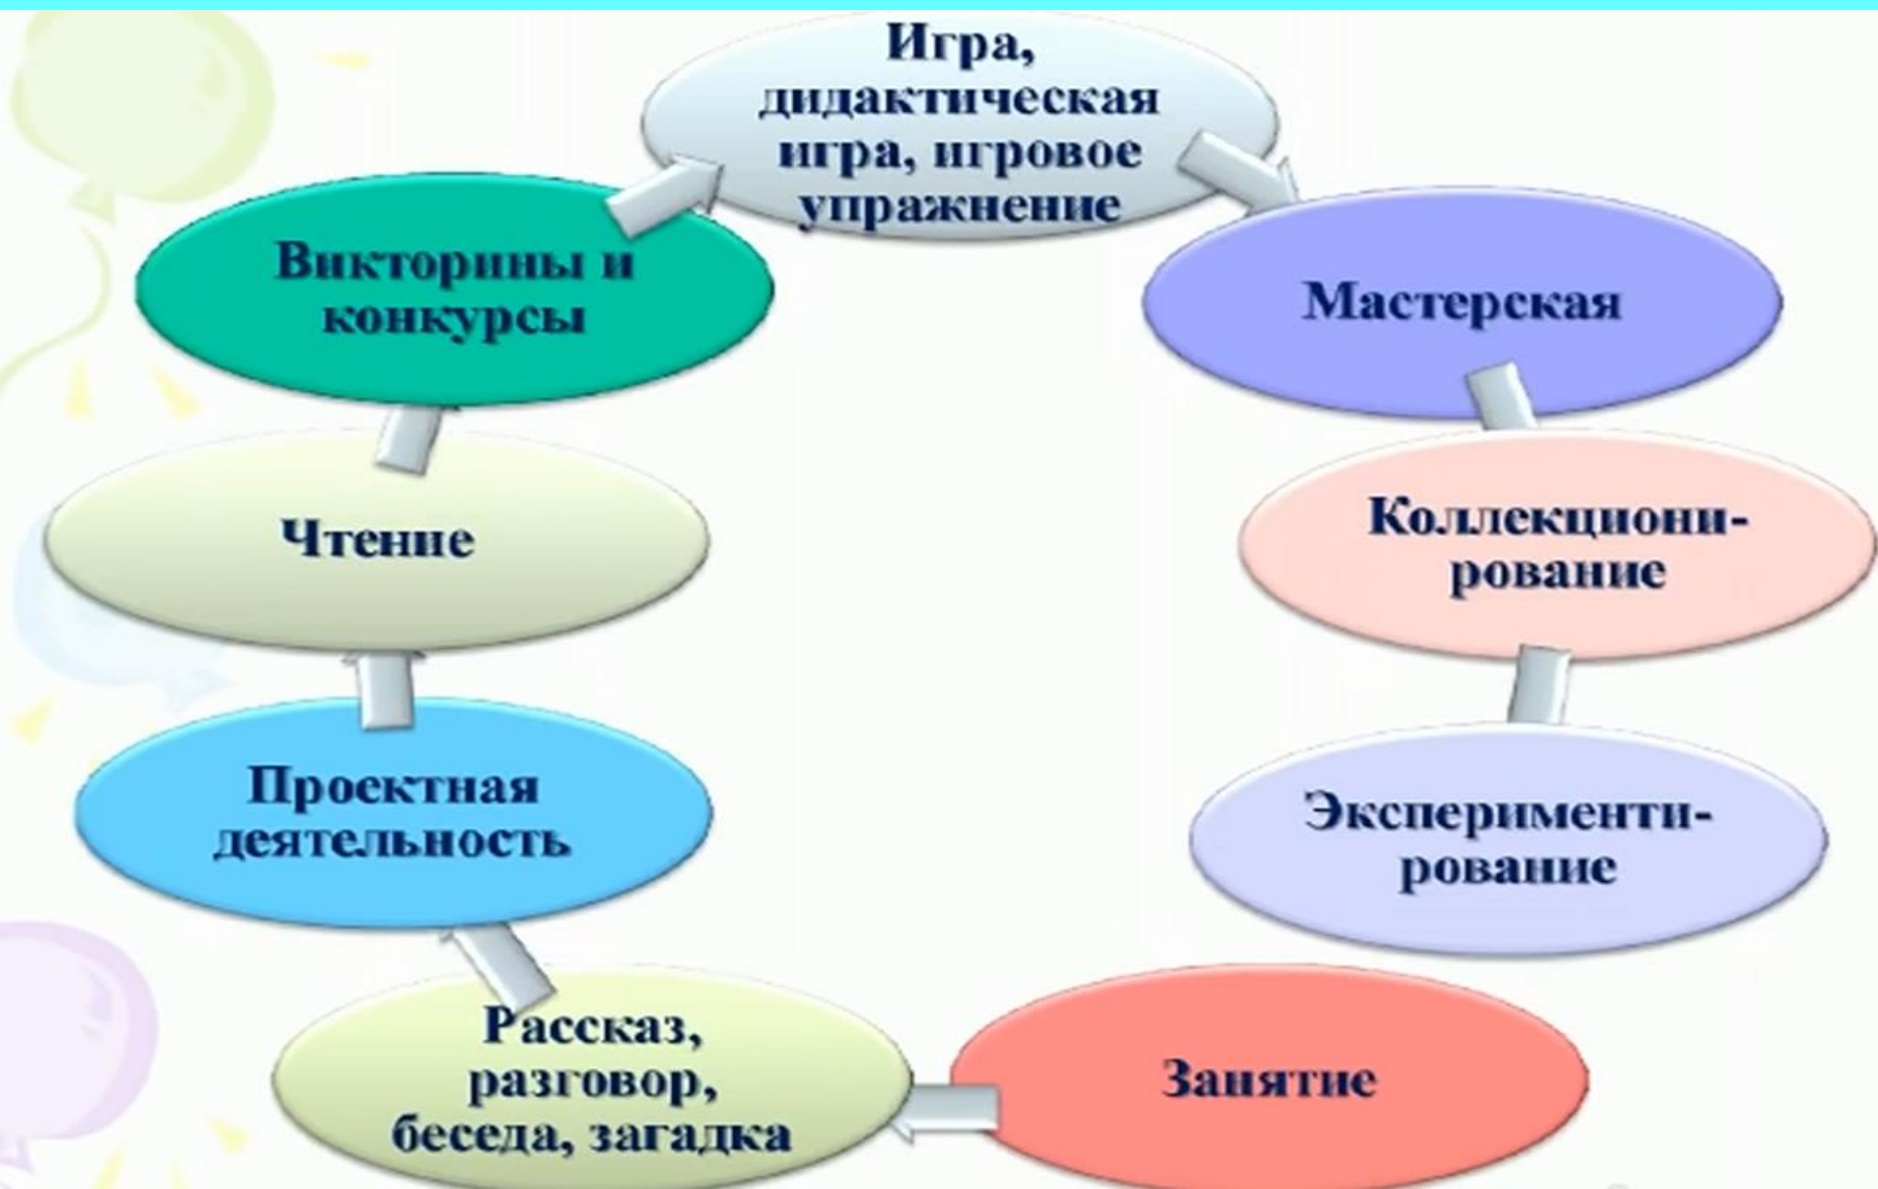 Игра,
дидактическая
игра, игровое
упражнение
Мастерская
Коллекциони-
рование
Эксперименти-
рование
Занятие
Рассказ,
разговор,
беседа, загадка
Проектная
деятельность
Чтение
Викторины и
конкурсы